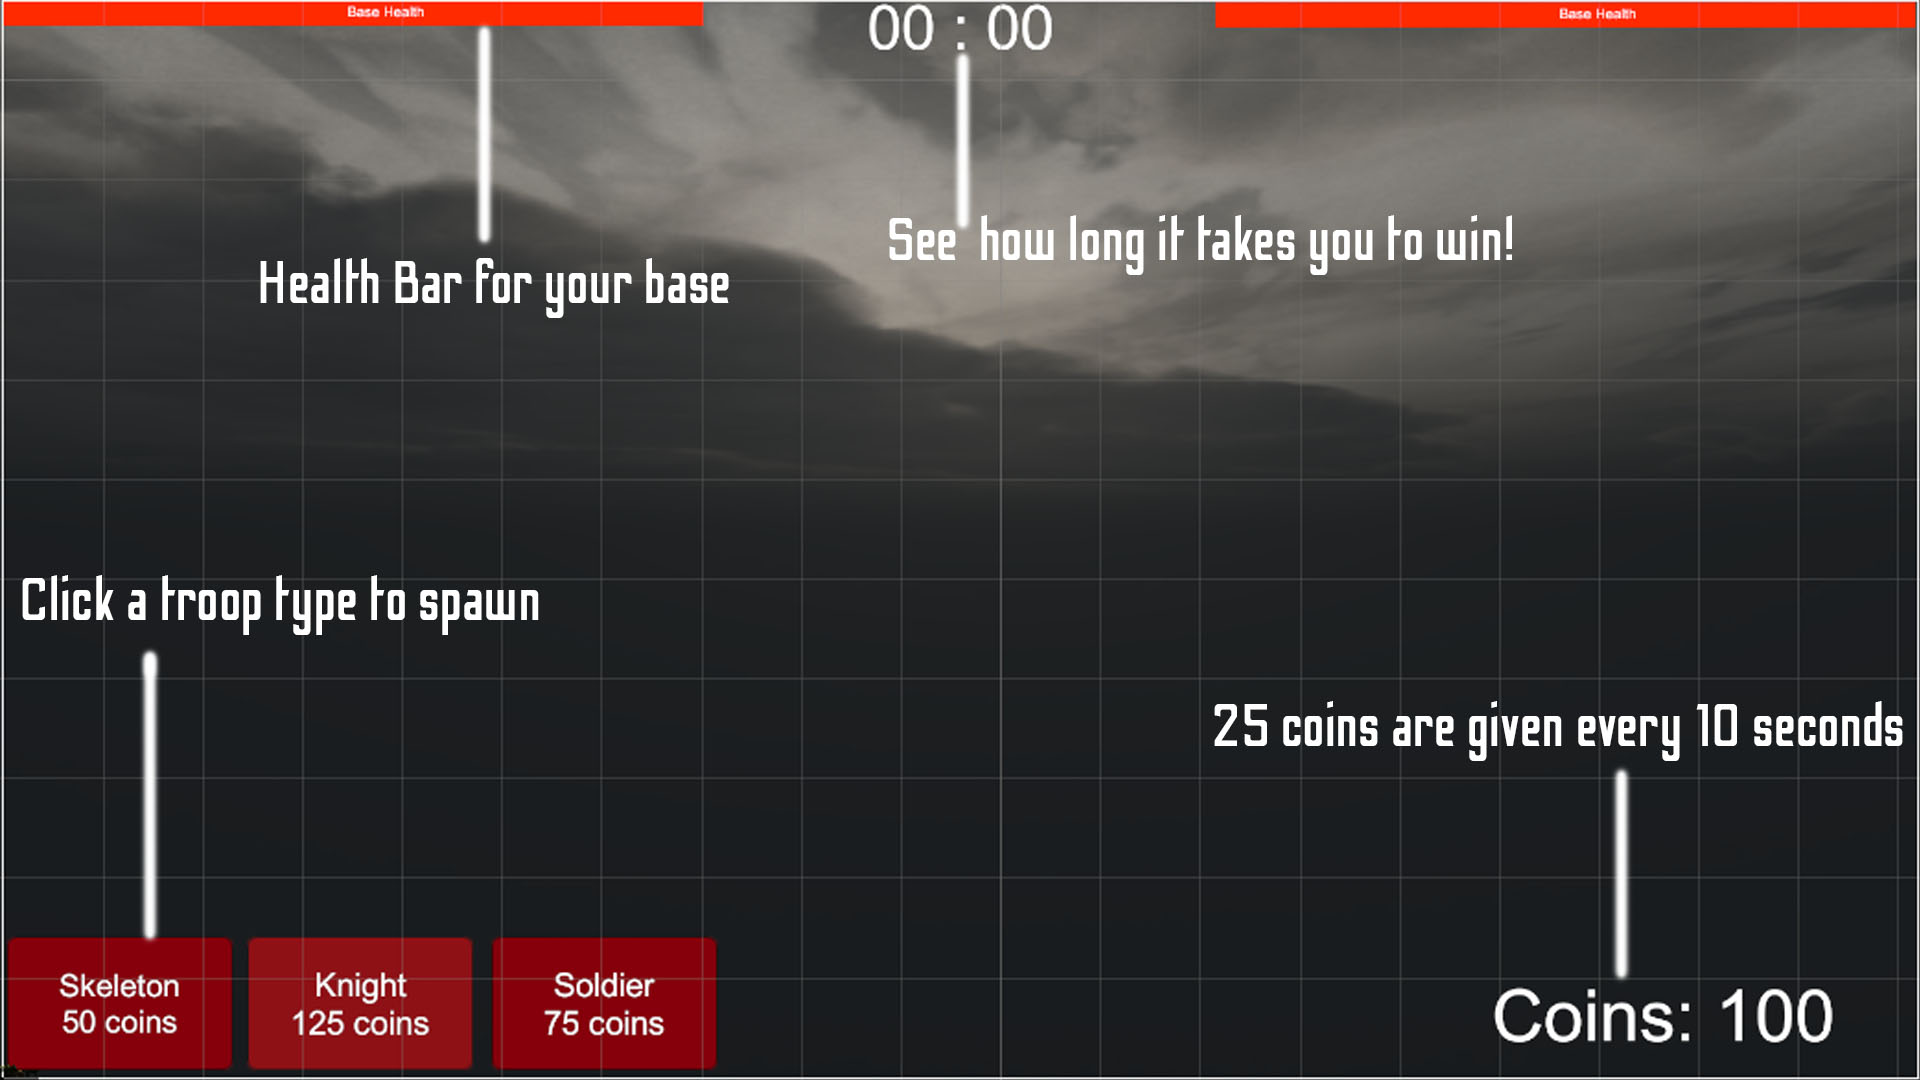 Base Health
00 : 00
Base Health
See how long it takes you to win!
Health Bar for your base
Click a troop type to spawn
25 coins are given every 10 seconds
Skeleton
50 coins
Knight
125 coins
Soldier
75 coins
Coins: 100